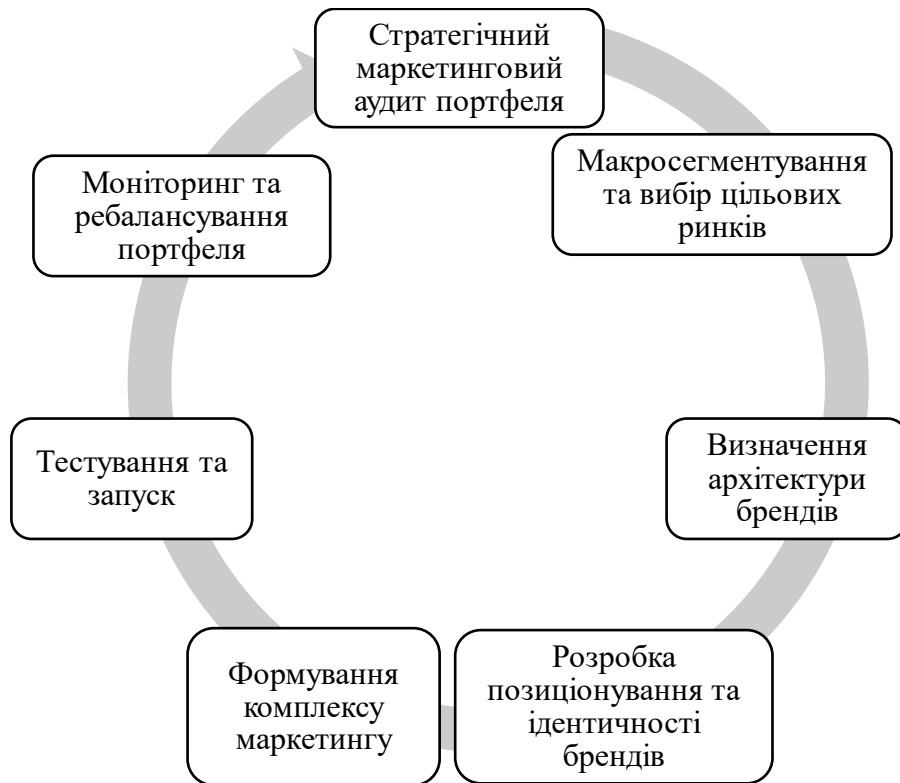 Стратегічний
маркетинговий
аудит портфеля
Макросегментування
та вибір цільових
ринків
Визначення
архітектури
брендів
Розробка
позиціонування та
ідентичності
брендів
Формування
комплексу
маркетингу
Тестування та
запуск
Моніторинг та
ребалансування
портфеля